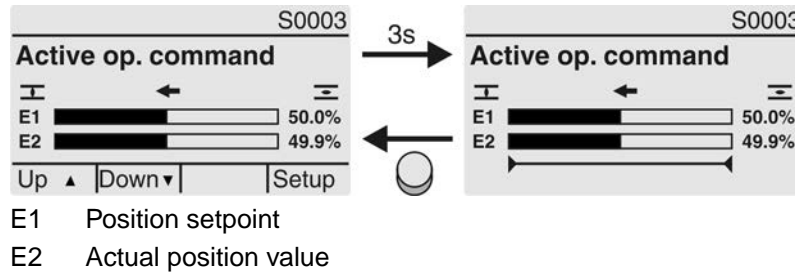 S0003
Active op. command
E1 50.0%
E2 49.9%
Up ▲ Down ▼ Setup
3s
S0003
Active op. command
E1 50.0%
E2 49.9%
E1 Position setpoint
E2 Actual position value